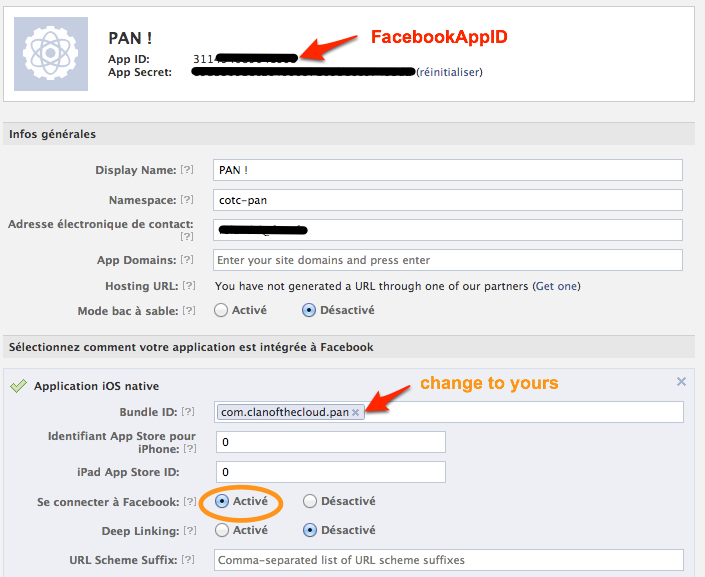 PAN !
FacebookAppID
App ID:
App Secret: (réinitialiser)
Infos générales
Display Name: [?] PAN !
Namespace: [?] cotc-pan
Adresse électronique de contact:
[?]
App Domains: [?] Enter your site domains and press enter
Hosting URL: [?] You have not generated a URL through one of our partners (Get one)
Mode bac à sable: [?] Activé Désactivé
Sélectionnez comment votre application est intégrée à Facebook
Application iOS native
change to yours
Bundle ID: [?] com.clanofthecloud.pan
Identifiant App Store pour
iPhone: [?] 0
iPad App Store ID: 0
Se connecter à Facebook: [?] Activé Désactivé
Deep Linking: [?] Activé Désactivé
URL Scheme Suffix: [?] Comma-separated list of URL scheme suffixes